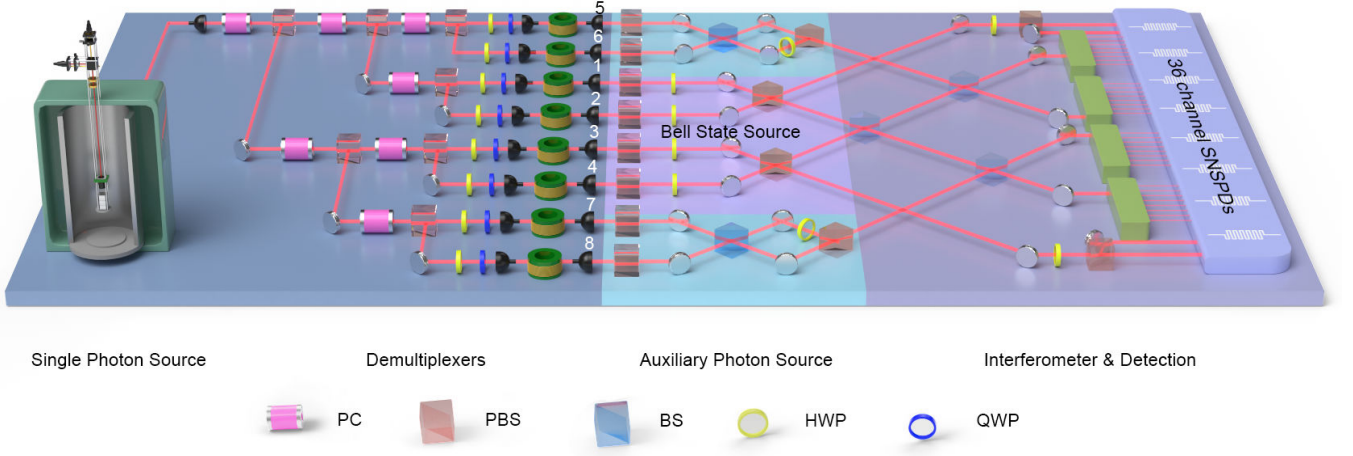 5
6
1
2
3
4
7
8
Bell State Source
36 channel SNSPDs
Single Photon Source Demultiplexers Auxiliary Photon Source Interferometer & Detection
PC PBS BS HWP QWP